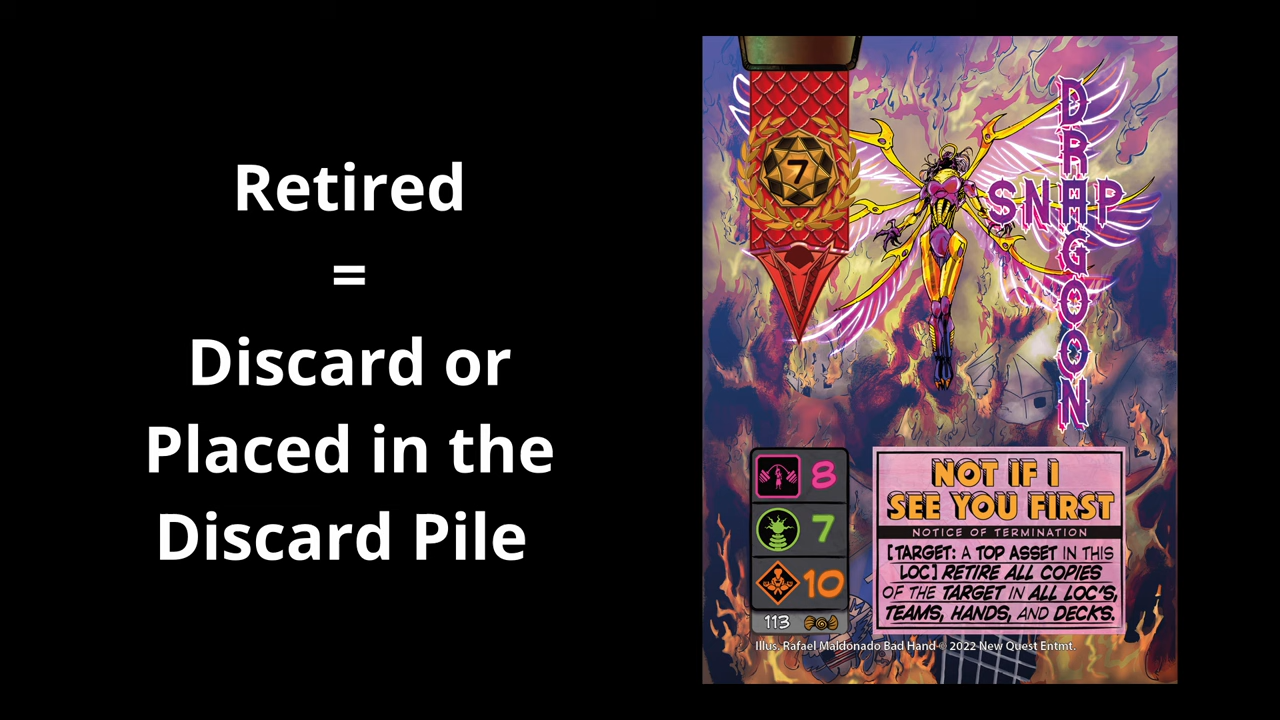 Retired
=
Discard or
Placed in the
Discard Pile
7
DRAGOON
SNAP
8
7
10
113
NOT IF I
SEE YOU FIRST
NOTICE OF TERMINATION
[TARGET: A TOP ASSET IN THIS
LOC] RETIRE ALL COPIES
OF THE TARGET IN ALL LOC'S,
TEAMS, HANDS, AND DECKS.
Illus. Rafael Maldonado Bad Hand © 2022 New Quest Entmt.